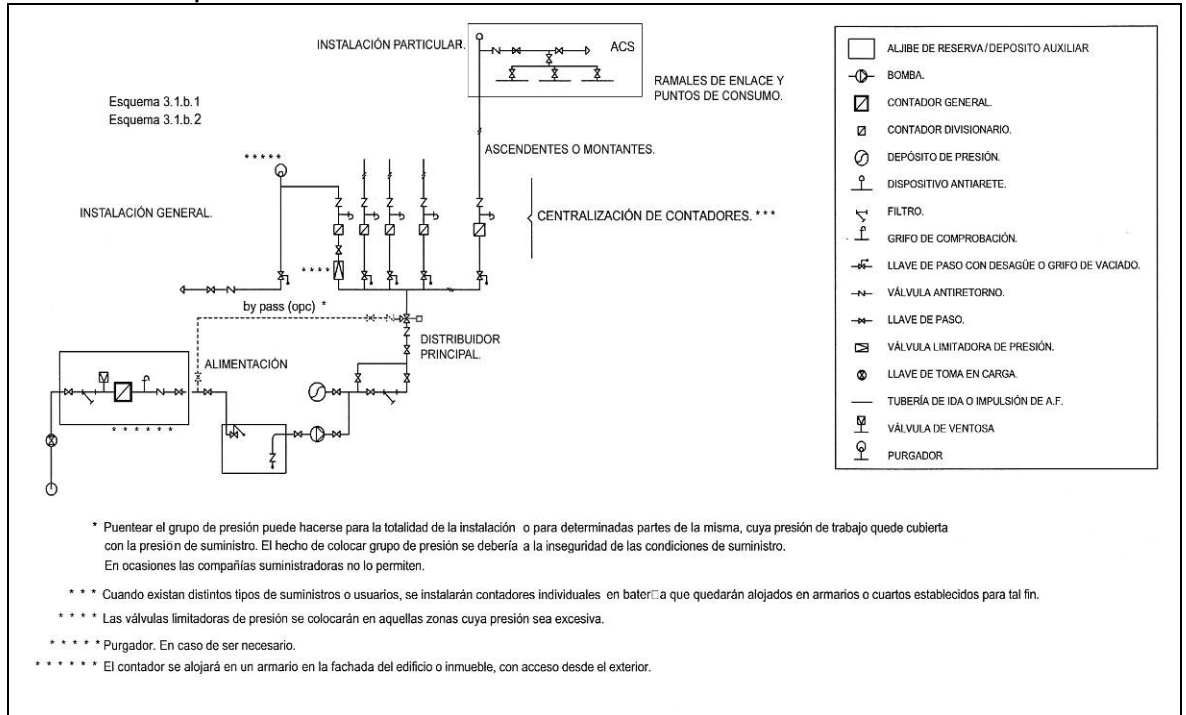 INSTALACIÓN PARTICULAR.
ACS
RAMALES DE ENLACE Y
PUNTOS DE CONSUMO.
Esquema 3.1.b.1
Esquema 3.1.b.2
ASCENDENTES O MONTANTES.
* * * * *
INSTALACIÓN GENERAL.
CENTRALIZACIÓN DE CONTADORES. * * *
* * * *
by pass (opc) *
DISTRIBUIDOR
PRINCIPAL.
ALIMENTACIÓN
* * * * * *
ALJIBE DE RESERVA/DEPOSITO AUXILIAR
BOMBA.
CONTADOR GENERAL.
CONTADOR DIVISIONARIO.
DEPÓSITO DE PRESIÓN.
DISPOSITIVO ANTIARETE.
FILTRO.
GRIFO DE COMPROBACIÓN.
LLAVE DE PASO CON DESAGÜE O GRIFO DE VACIADO.
VÁLVULA ANTIRETORNO.
LLAVE DE PASO.
VÁLVULA LIMITADORA DE PRESIÓN.
LLAVE DE TOMA EN CARGA.
TUBERÍA DE IDA O IMPULSIÓN DE A.F.
VÁLVULA DE VENTOSA
PURGADOR
* Puentear el grupo de presión puede hacerse para la totalidad de la instalación o para determinadas partes de la misma, cuya presión de trabajo quede cubierta
con la presión de suministro. El hecho de colocar grupo de presión se debería a la inseguridad de las condiciones de suministro.
En ocasiones las compañías suministradoras no lo permiten.
* * * Cuando existan distintos tipos de suministros o usuarios, se instalarán contadores individuales en bater□a que quedarán alojados en armarios o cuartos establecidos para tal fin.
* * * * Las válvulas limitadoras de presión se colocarán en aquellas zonas cuya presión sea excesiva.
* * * * * Purgador. En caso de ser necesario.
* * * * * * El contador se alojará en un armario en la fachada del edificio o inmueble, con acceso desde el exterior.